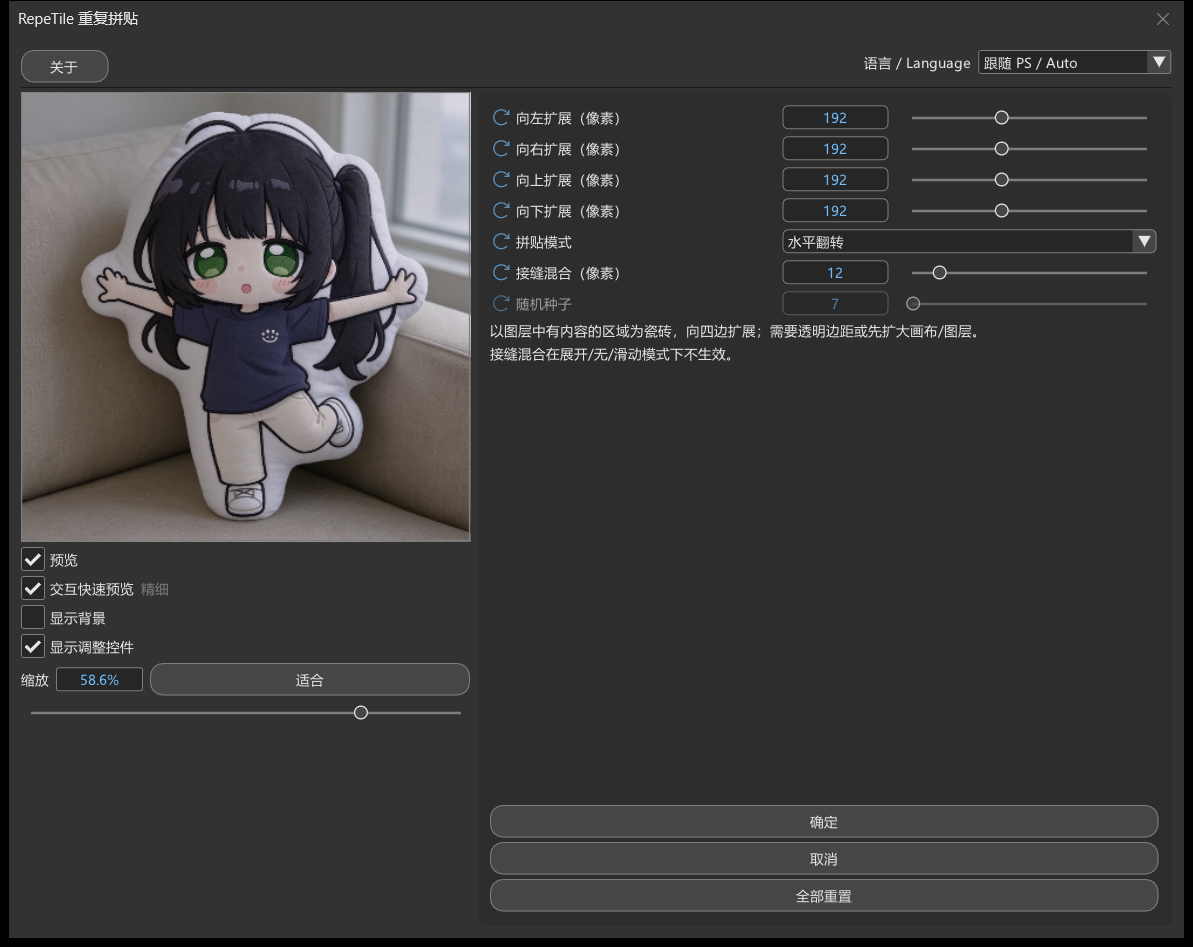 RepeTile 重复拼贴
关于
语言 / Language 跟随 PS / Auto
向左扩展（像素） 192
向右扩展（像素） 192
向上扩展（像素） 192
向下扩展（像素） 192
拼贴模式 水平翻转
接缝混合（像素） 12
随机种子 7
以图层中有内容的区域为瓷砖，向四边扩展；需要透明边距或先扩大画布/图层。
接缝混合在展开/无/滑动模式下不生效。
预览
交互快速预览 精细
显示背景
显示调整控件
缩放 58.6% 适合
确定
取消
全部重置